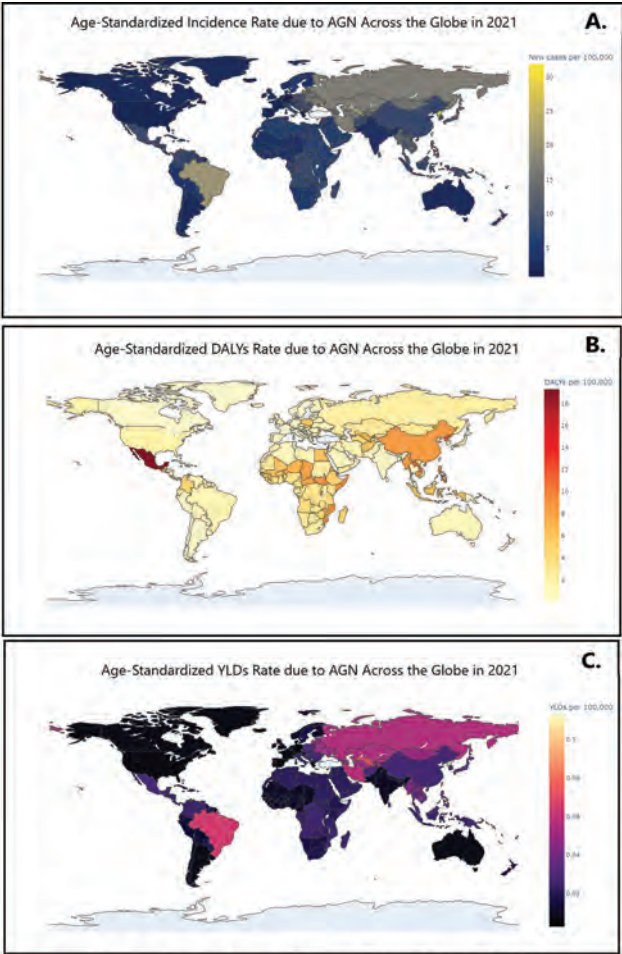 Age-Standardized Incidence Rate due to AGN Across the Globe in 2021
A.
New cases per 100,000
30
25
20
15
10
5
Age-Standardized DALYs Rate due to AGN Across the Globe in 2021
B.
DALYs per 100,000
18
16
14
12
10
8
6
4
2
Age-Standardized YLDs Rate due to AGN Across the Globe in 2021
C.
YLDs per 100,000
0.1
0.08
0.06
0.04
0.02